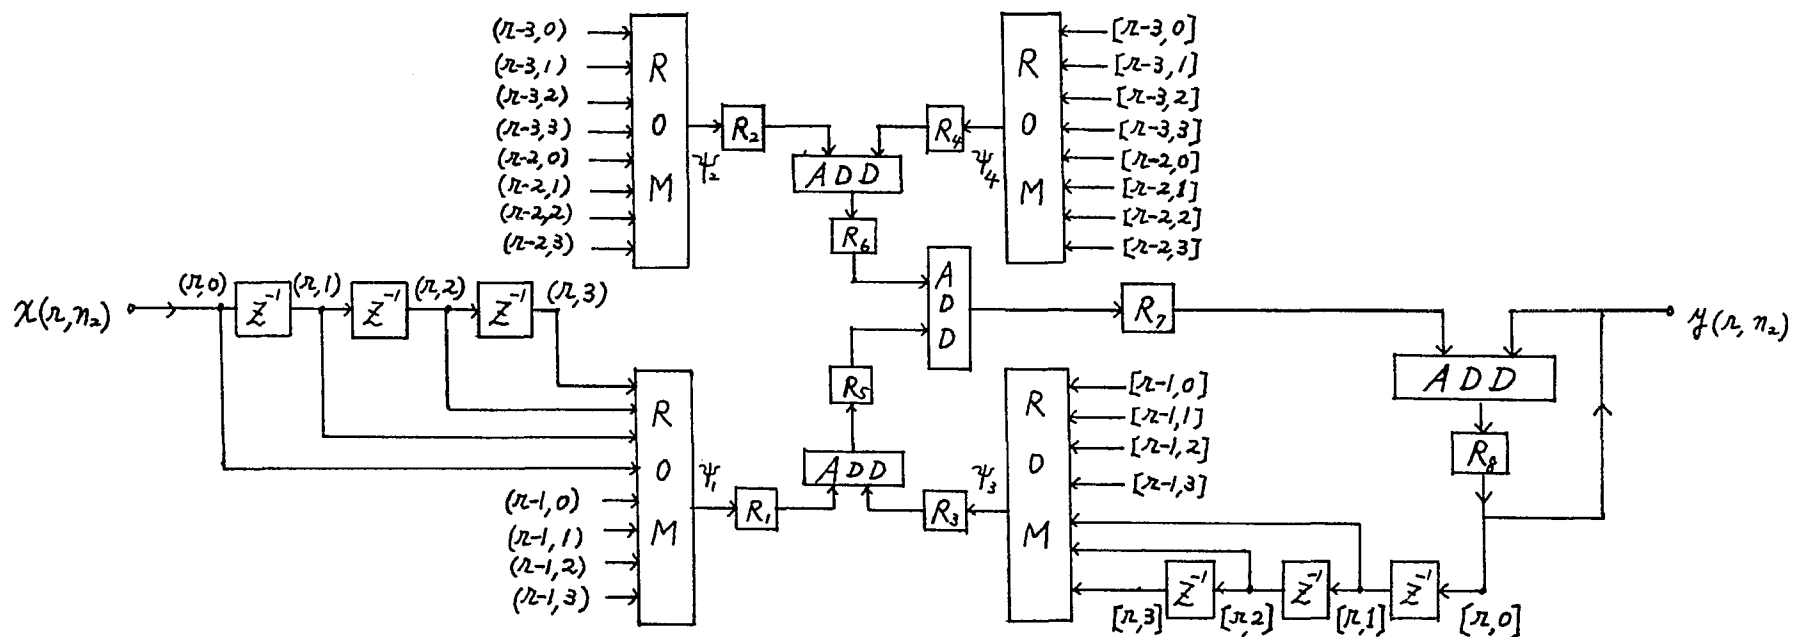 (r-3,0)
(r-3,1)
(r-3,2)
(r-3,3)
(r-2,0)
(r-2,1)
(r-2,2)
(r-2,3)
R
O
M
ψ₂
R₂
ADD
R₆
R₄
ψ₄
R
O
M
[r-3,0]
[r-3,1]
[r-3,2]
[r-3,3]
[r-2,0]
[r-2,1]
[r-2,2]
[r-2,3]
x(r,n₂)
(r,0)
Z⁻¹
(r,1)
Z⁻¹
(r,2)
Z⁻¹
(r,3)
A
D
D
R₇
ADD
R₈
y(r,n₂)
R
O
M
(r-1,0)
(r-1,1)
(r-1,2)
(r-1,3)
ψ₁
R₁
ADD
R₅
R₃
ψ₃
R
O
M
[r-1,0]
[r-1,1]
[r-1,2]
[r-1,3]
[r,3]
Z⁻¹
[r,2]
Z⁻¹
[r,1]
Z⁻¹
[r,0]